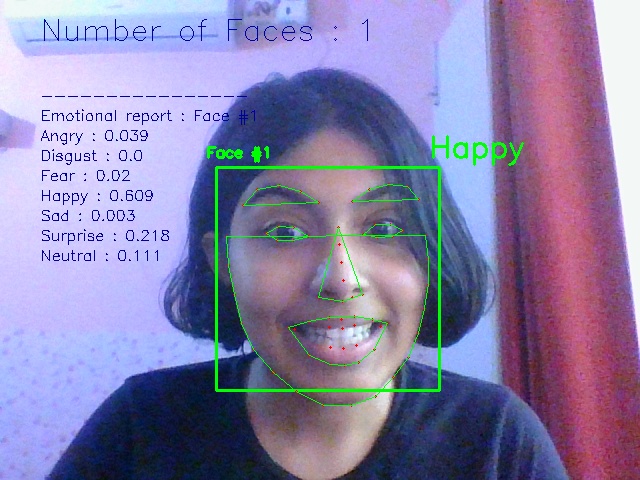 Number of Faces : 1
-----------------
Emotional report : Face #1
Angry : 0.039
Disgust : 0.0
Fear : 0.02
Happy : 0.609
Sad : 0.003
Surprise : 0.218
Neutral : 0.111
Face #1
Happy